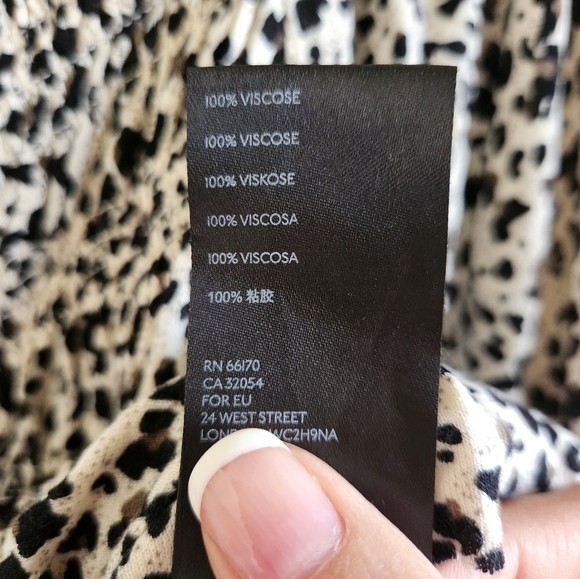 100% VISCOSE
100% VISCOSE
100% VISKOSE
100% VISCOSA
100% VISCOSA
100% 粘胶
RN 66170
CA 32054
FOR EU
24 WEST STREET
WC2H9NA